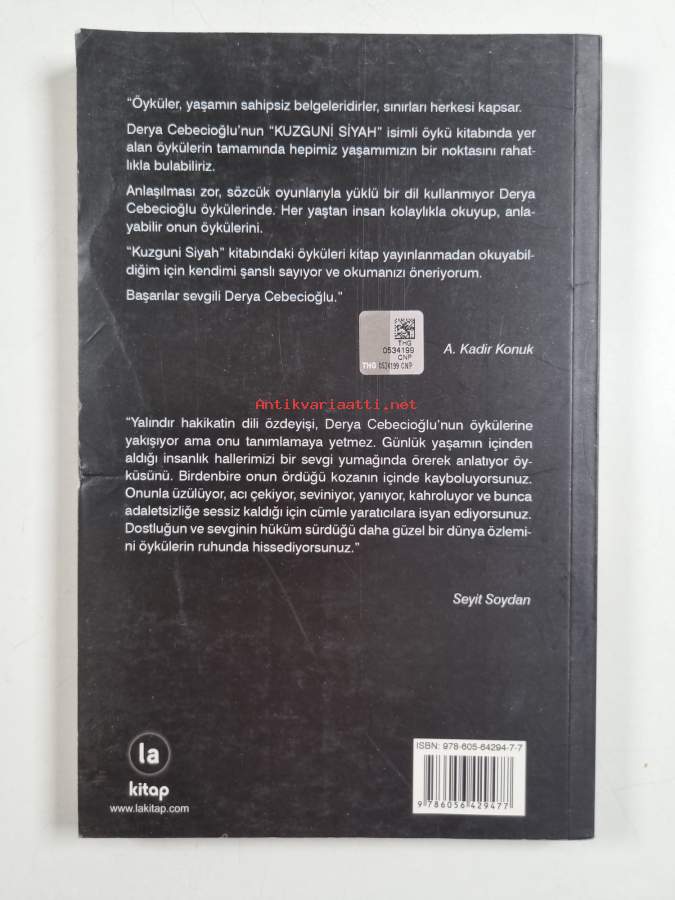 “Öyküler, yaşamın sahipsiz belgeleridirler, sınırları herkesi kapsar.
Derya Cebecioğlu’nun “KUZGUNİ SİYAH” isimli öykü kitabında yer
alan öykülerin tamamında hepimiz yaşamımızın bir noktasını rahat-
lıkla bulabiliriz.
Anlaşılması zor, sözcük oyunlarıyla yüklü bir dil kullanmıyor Derya
Cebecioğlu öykülerinde. Her yaştan insan kolaylıkla okuyup, anla-
yabilir onun öykülerini.
“Kuzguni Siyah” kitabındaki öyküleri kitap yayınlanmadan okuyabil-
diğim için kendimi şanslı sayıyor ve okumanızı öneriyorum.
Başarılar sevgili Derya Cebecioğlu.”
THG
0534199
CNP
THG 0534199 CNP
A. Kadir Konuk
Antikvariaatti.net
“Yalındır hakikatin dili özdeyişi, Derya Cebecioğlu’nun öykülerine
yakışıyor ama onu tanımlamaya yetmez. Günlük yaşamın içinden
aldığı insanlık hallerimizi bir sevgi yumağında örerek anlatıyor öy-
küsünü. Birdenbire onun ördüğü kozanın içinde kayboluyorsunuz.
Onunla üzülüyor, acı çekiyor, seviniyor, yanıyor, kahroluyor ve bunca
adaletsizliğe sessiz kaldığı için cümle yaratıcılara isyan ediyorsunuz.
Dostluğun ve sevginin hüküm sürdüğü daha güzel bir dünya özlemi-
ni öykülerin ruhunda hissediyorsunuz.”
Seyit Soydan
la
kitap
www.lakitap.com
ISBN: 978-605-64294-7-7
9 786056 429477